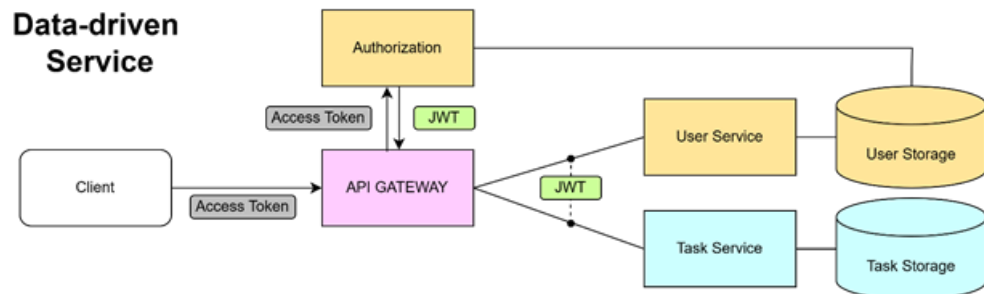 Data-driven
Service
Authorization
Access Token
JWT
Client
Access Token
API GATEWAY
JWT
User Service
User Storage
Task Service
Task Storage